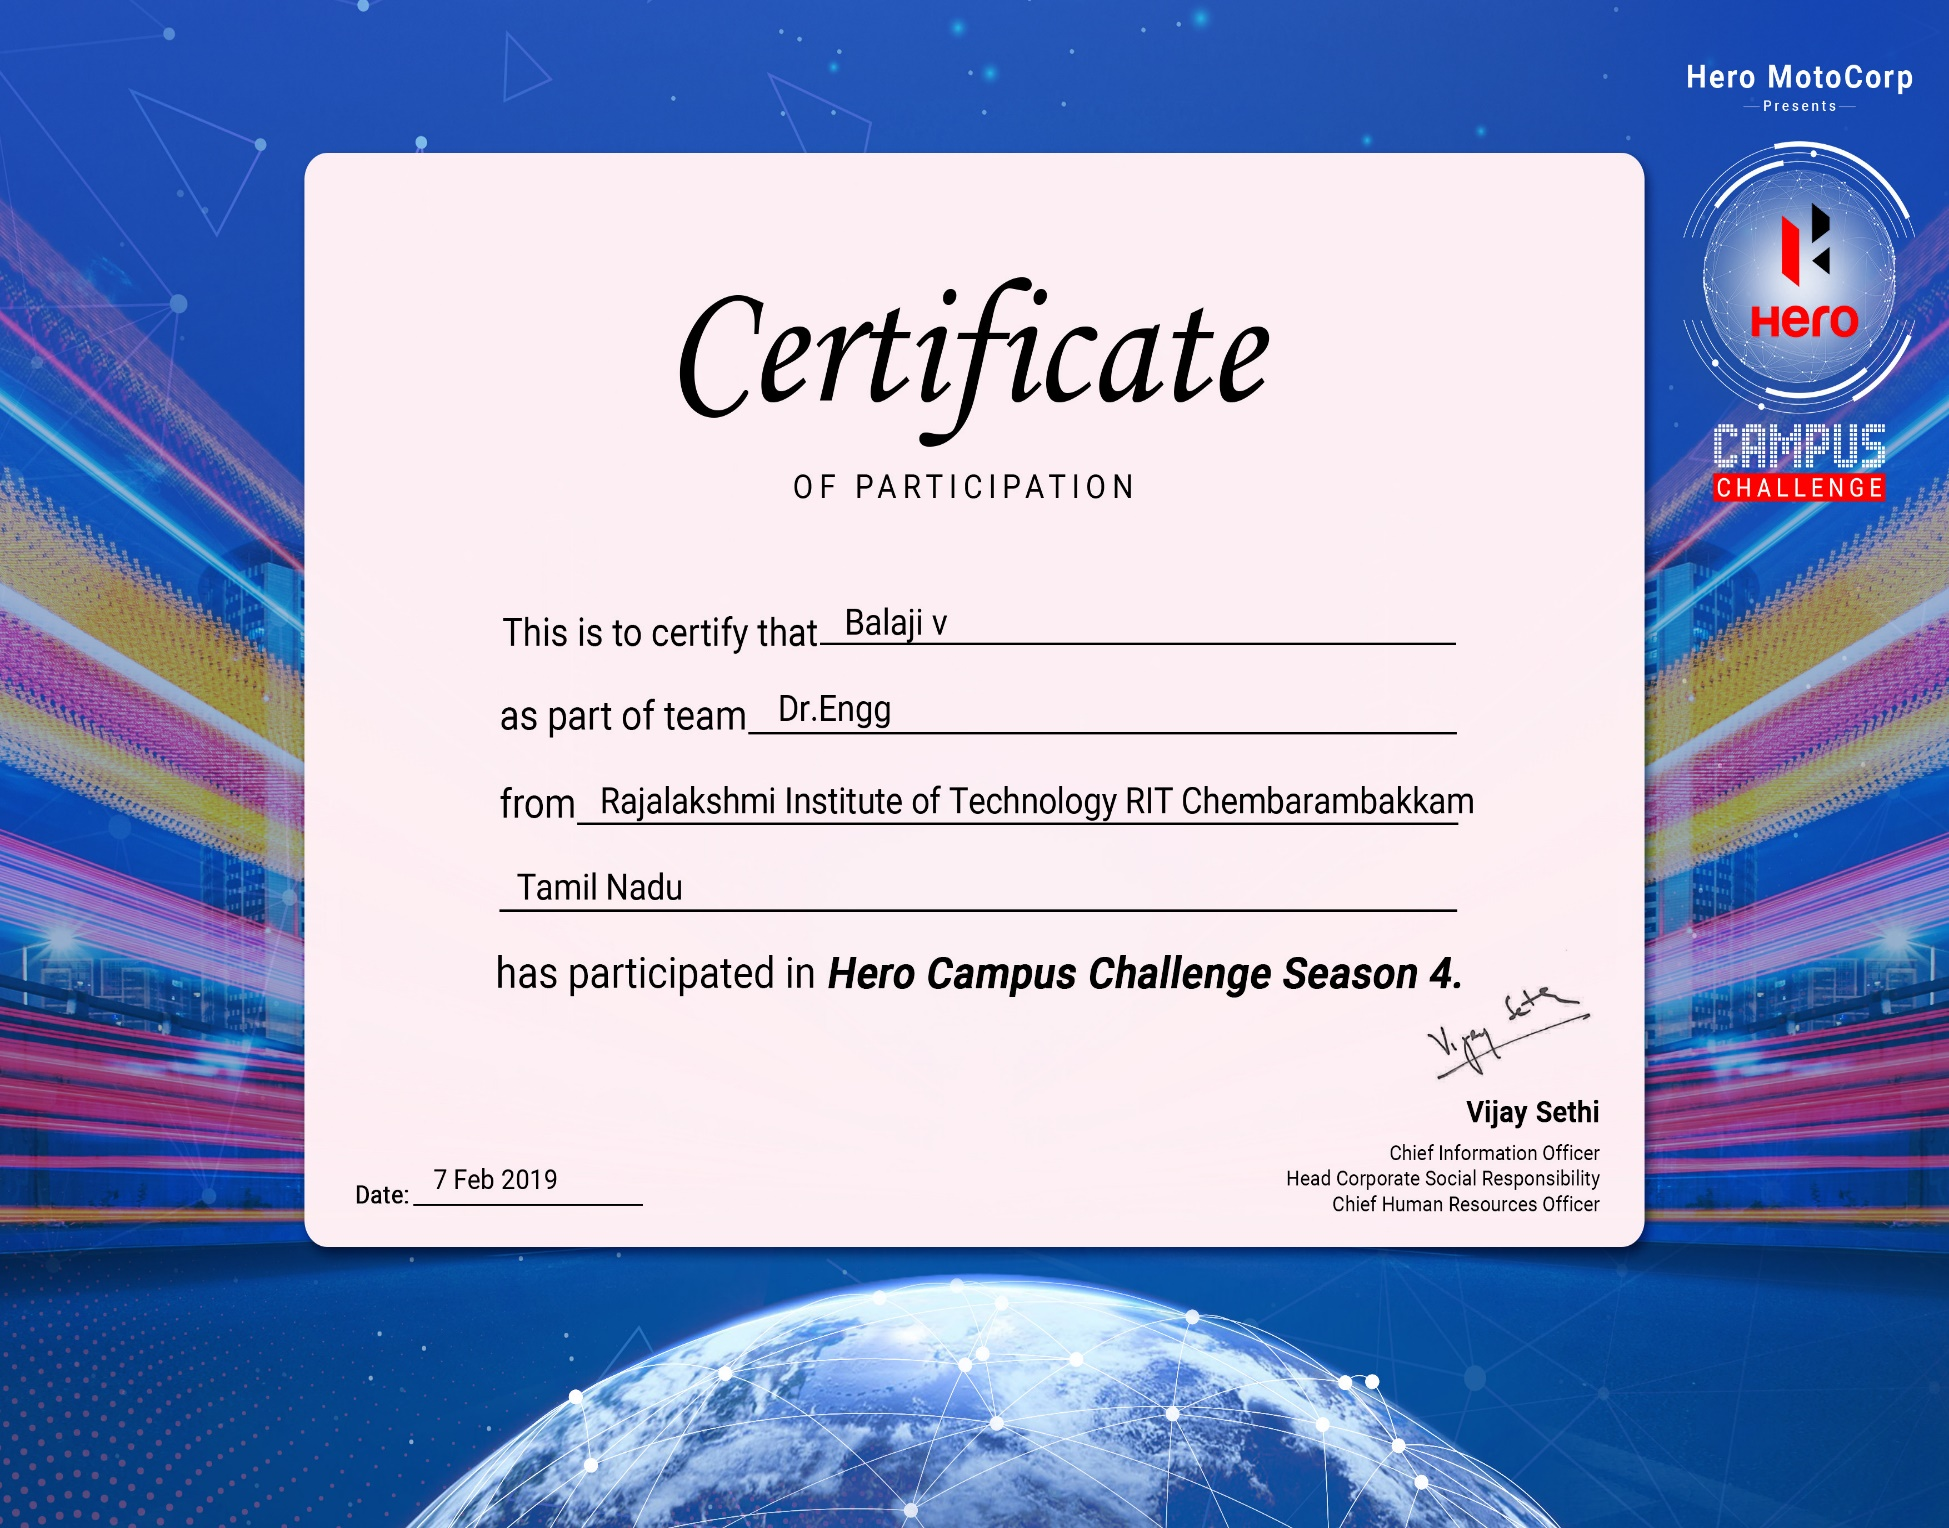 Hero MotoCorp
Presents
Hero
CAMPUS
CHALLENGE
Certificate
OF PARTICIPATION
This is to certify that Balaji v
as part of team Dr.Engg
from Rajalakshmi Institute of Technology RIT Chembarambakkam
Tamil Nadu
has participated in Hero Campus Challenge Season 4.
Vijay Sethi
Vijay Sethi
Chief Information Officer
Head Corporate Social Responsibility
Chief Human Resources Officer
Date: 7 Feb 2019